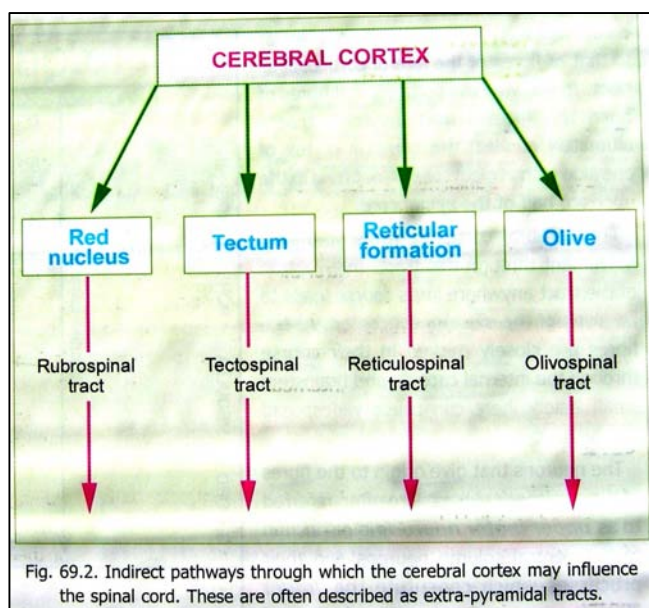 CEREBRAL CORTEX
Red nucleus
Tectum
Reticular formation
Olive
Rubrospinal tract
Tectospinal tract
Reticulospinal tract
Olivospinal tract
Fig. 69.2. Indirect pathways through which the cerebral cortex may influence
the spinal cord. These are often described as extra-pyramidal tracts.